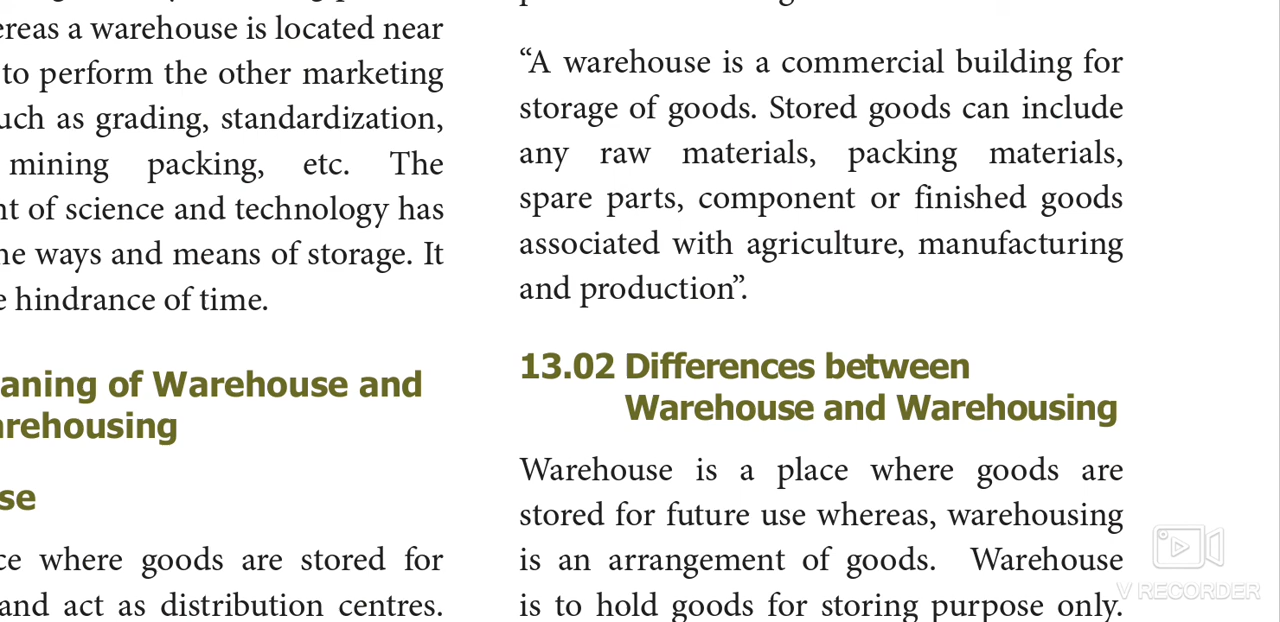 ereas a warehouse is located near
to perform the other marketing
uch as grading, standardization,
mining packing, etc. The
nt of science and technology has
he ways and means of storage. It
e hindrance of time.
aning of Warehouse and
arehousing
se
ce where goods are stored for
and act as distribution centres.
“A warehouse is a commercial building for
storage of goods. Stored goods can include
any raw materials, packing materials,
spare parts, component or finished goods
associated with agriculture, manufacturing
and production”.
13.02 Differences between
Warehouse and Warehousing
Warehouse is a place where goods are
stored for future use whereas, warehousing
is an arrangement of goods. Warehouse
is to hold goods for storing purpose only.
V RECORDER